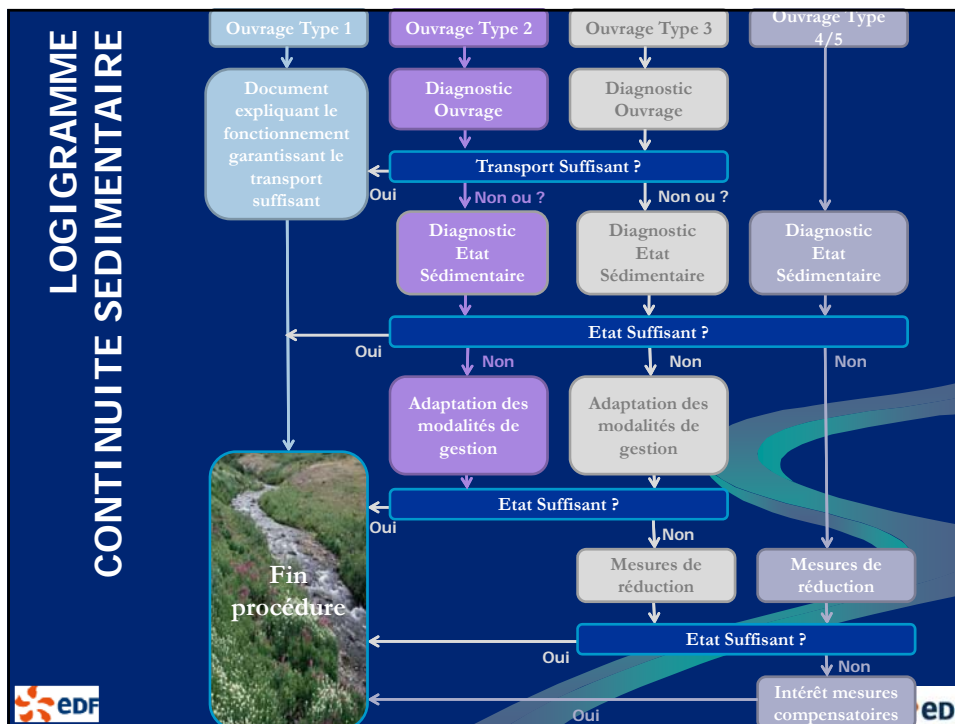 LOGIGRAMME
CONTINUITE SEDIMENTAIRE
Ouvrage Type 1
Ouvrage Type 2
Ouvrage Type 3
Ouvrage Type
4/5
Document
expliquant le
fonctionnement
garantissant le
transport
suffisant
Diagnostic
Ouvrage
Diagnostic
Ouvrage
Transport Suffisant ?
Oui
Non ou ?
Non ou ?
Diagnostic
Etat
Sédimentaire
Diagnostic
Etat
Sédimentaire
Diagnostic
Etat
Sédimentaire
Etat Suffisant ?
Oui
Non
Non
Non
Adaptation des
modalités de
gestion
Adaptation des
modalités de
gestion
Etat Suffisant ?
Oui
Non
Fin
procédure
Mesures de
réduction
Mesures de
réduction
Etat Suffisant ?
Oui
Non
Intérêt mesures
compensatoires
Oui
eDF
eD